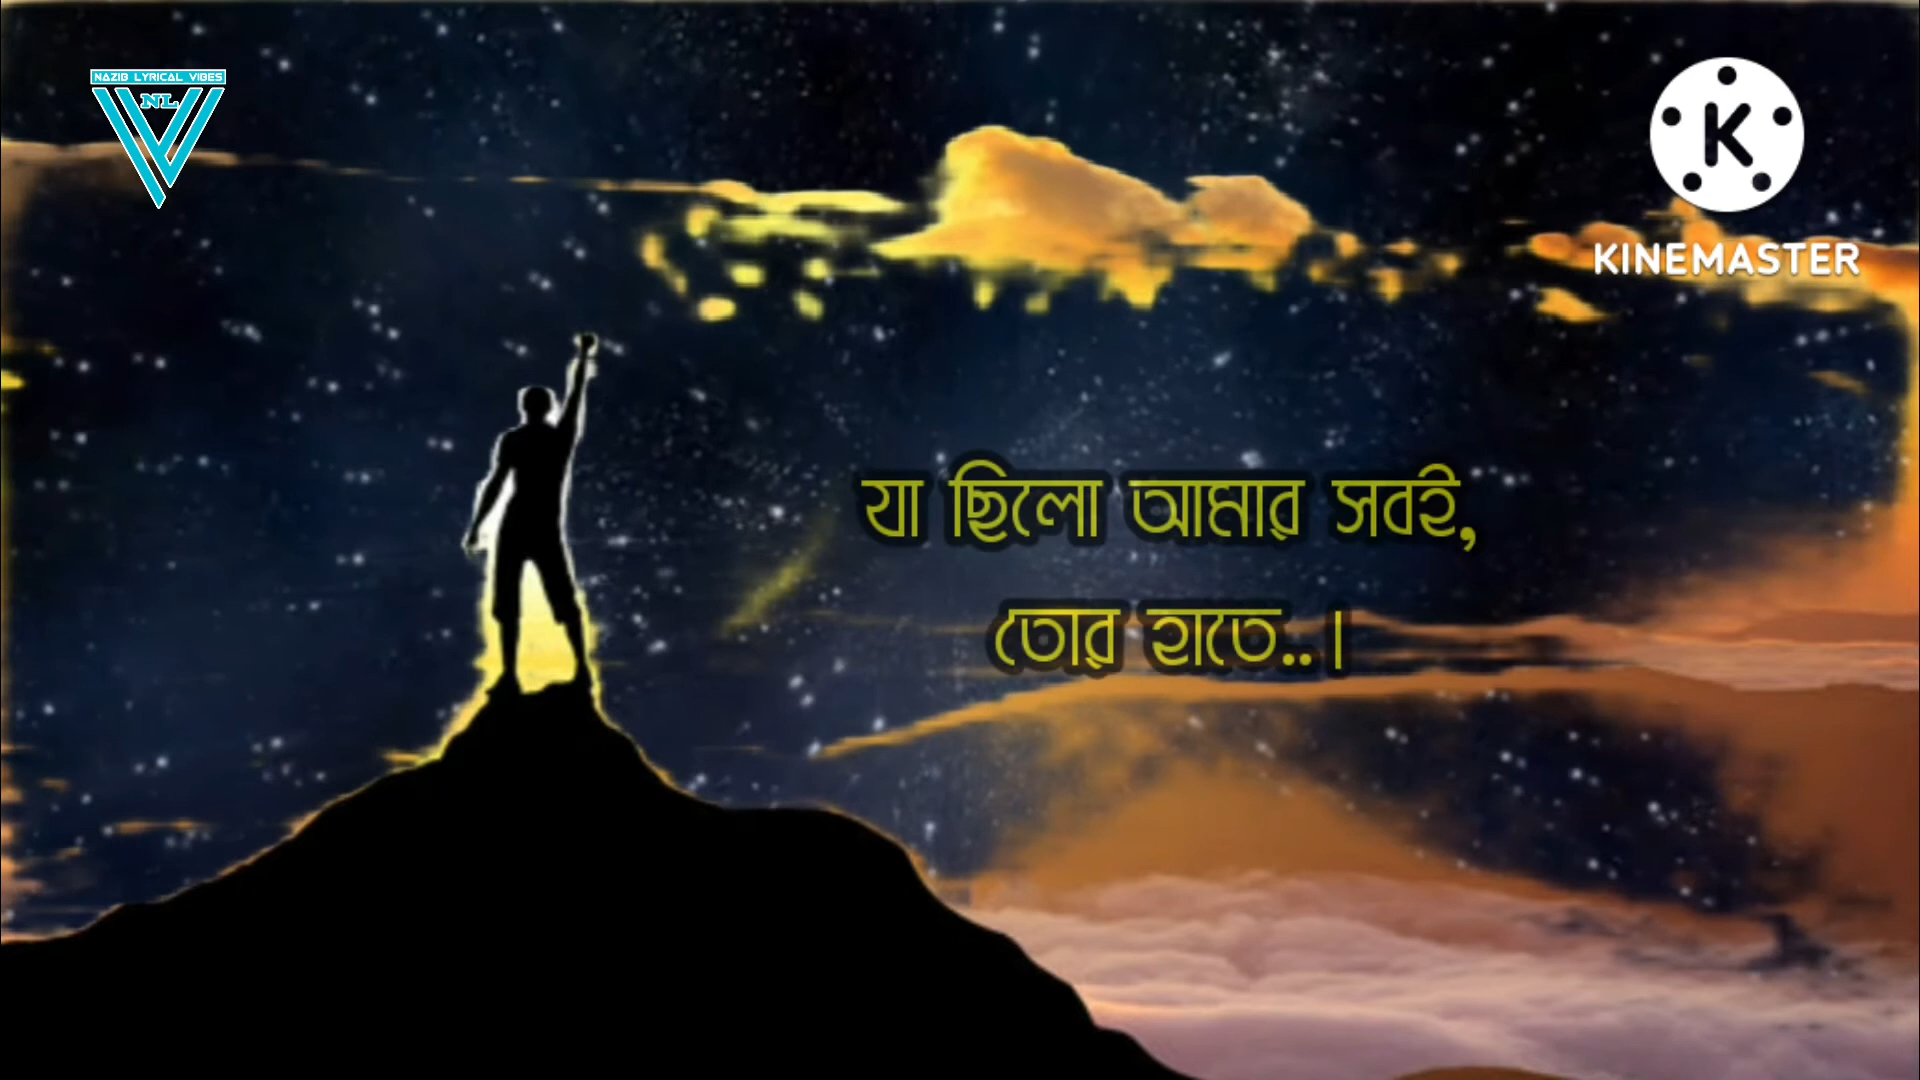 NAZIB LYRICAL VIBES
NL
K
KINEMASTER
যা ছিলো আমার সবই,
তোর হাতে..।